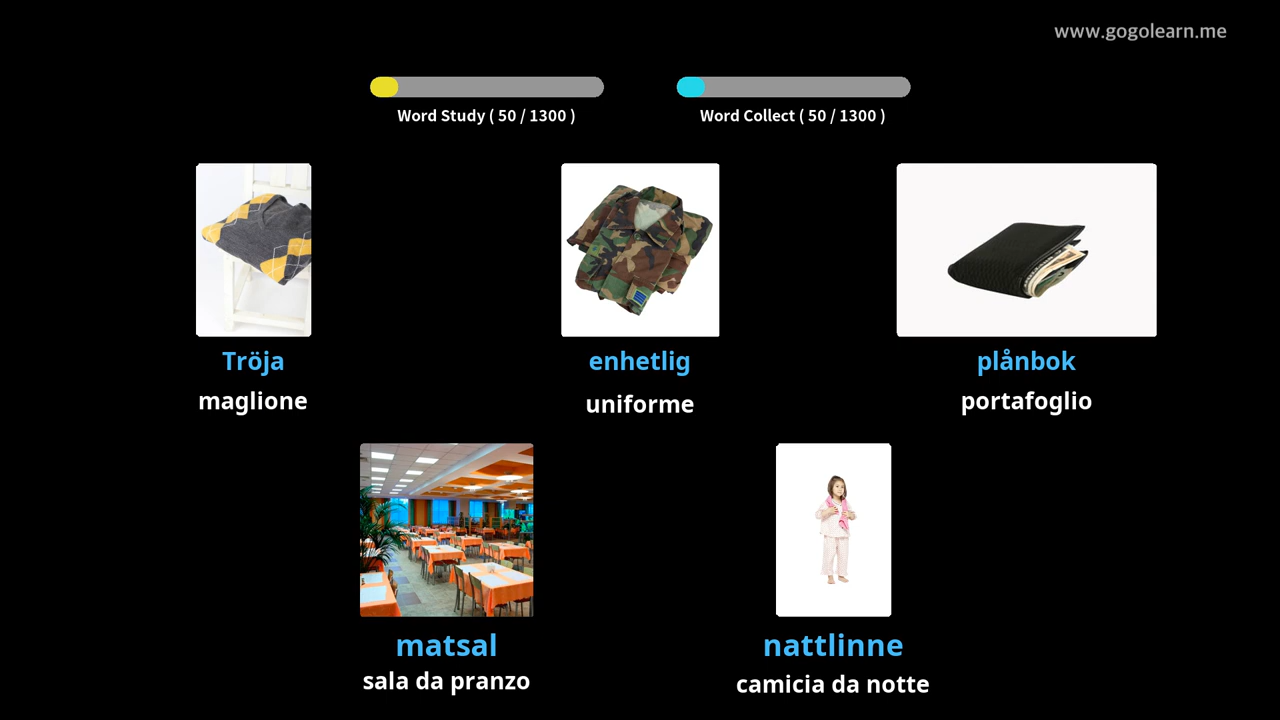 www.gogolearn.me
Word Study ( 50 / 1300 )
Word Collect ( 50 / 1300 )
Tröja
enhetlig
plånbok
maglione
uniforme
portafoglio
matsal
nattlinne
sala da pranzo
camicia da notte